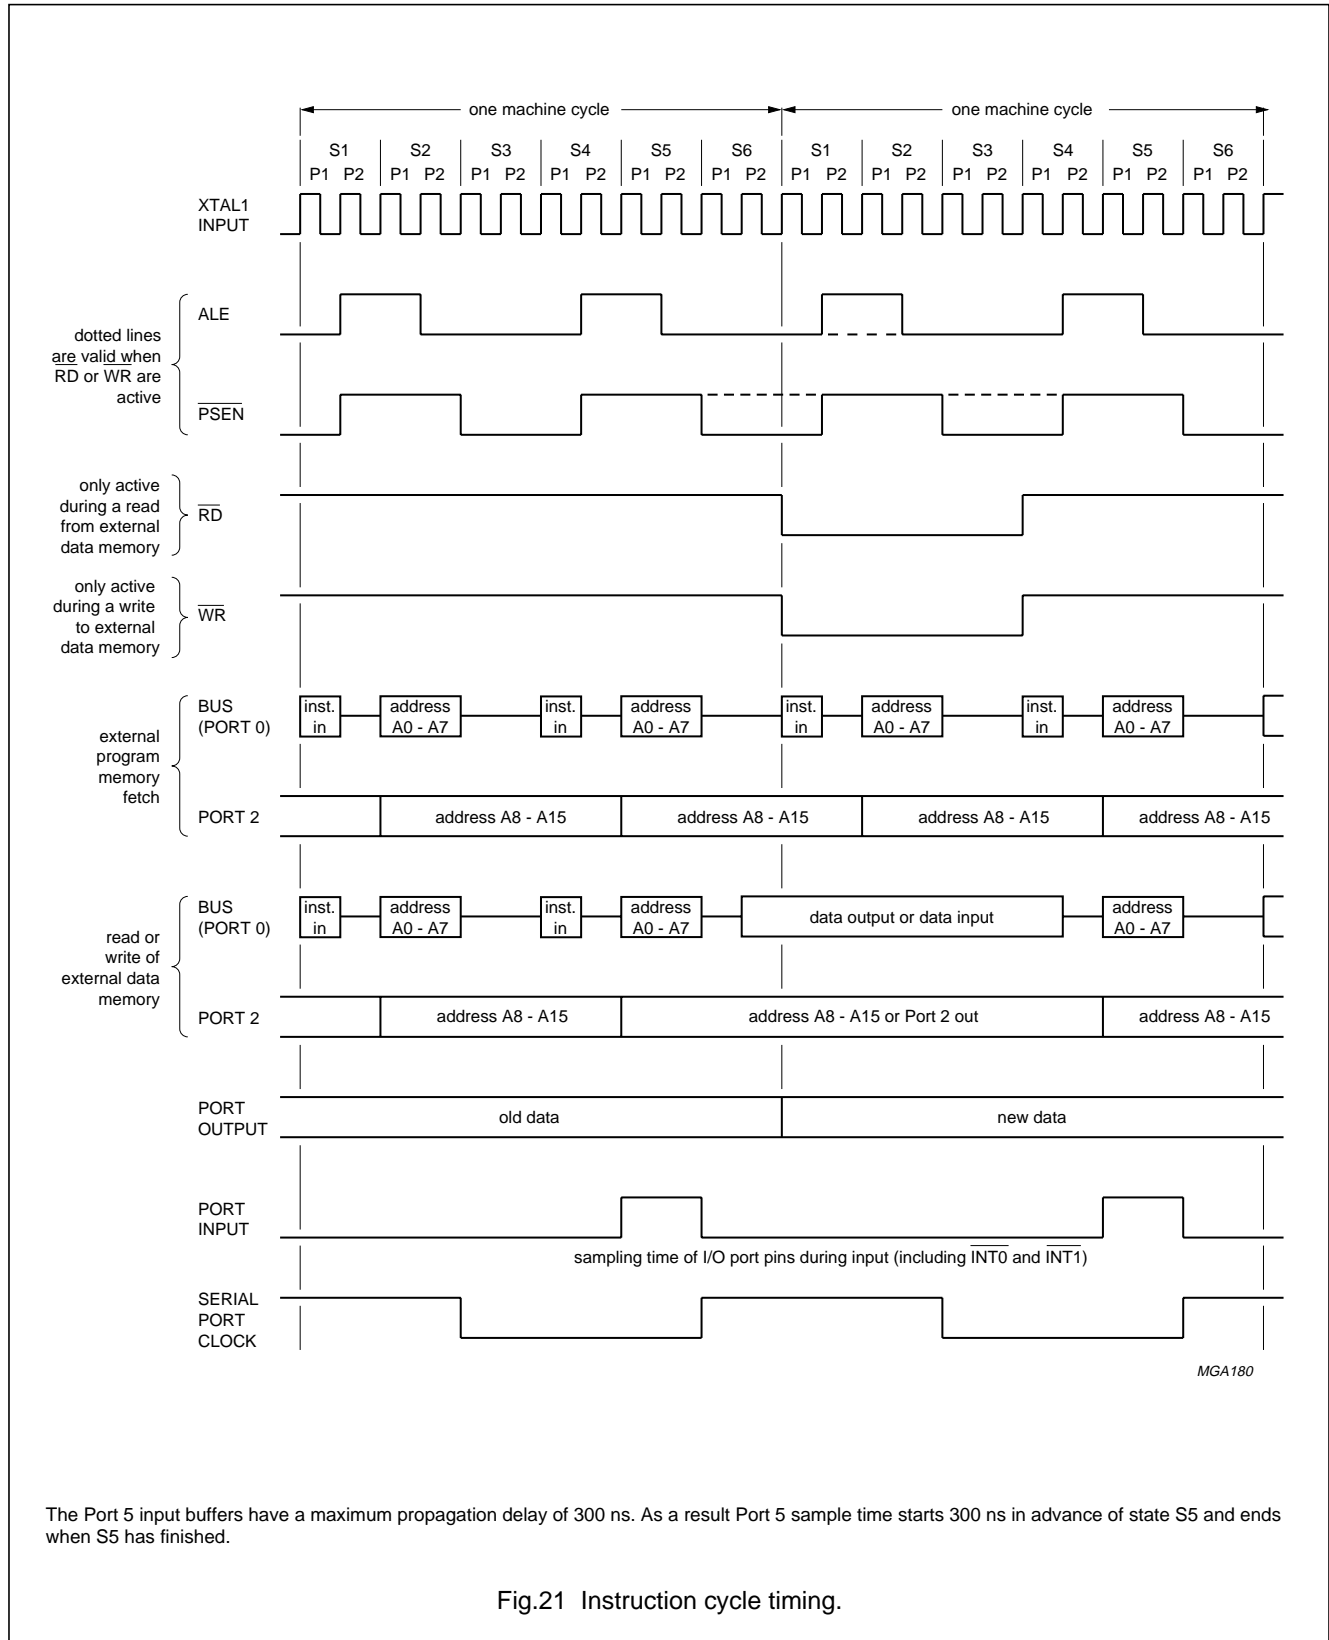 one machine cycle one machine cycle
S1 S2 S3 S4 S5 S6 S1 S2 S3 S4 S5 S6
P1 P2 P1 P2 P1 P2 P1 P2 P1 P2 P1 P2 P1 P2 P1 P2 P1 P2 P1 P2 P1 P2 P1 P2
XTAL1
INPUT
dotted lines
are valid when
RD or WR are
active
ALE
PSEN
only active
during a read
from external
data memory
RD
only active
during a write
to external
data memory
WR
external
program
memory
fetch
BUS
(PORT 0)
inst.
in
address
A0 - A7
inst.
in
address
A0 - A7
inst.
in
address
A0 - A7
inst.
in
address
A0 - A7
PORT 2
address A8 - A15 address A8 - A15 address A8 - A15 address A8 - A15
read or
write of
external data
memory
BUS
(PORT 0)
inst.
in
address
A0 - A7
inst.
in
address
A0 - A7
data output or data input
address
A0 - A7
PORT 2
address A8 - A15 address A8 - A15 or Port 2 out address A8 - A15
PORT
OUTPUT
old data new data
PORT
INPUT
sampling time of I/O port pins during input (including INT0 and INT1)
SERIAL
PORT
CLOCK
MGA180
The Port 5 input buffers have a maximum propagation delay of 300 ns. As a result Port 5 sample time starts 300 ns in advance of state S5 and ends
when S5 has finished.
Fig.21 Instruction cycle timing.